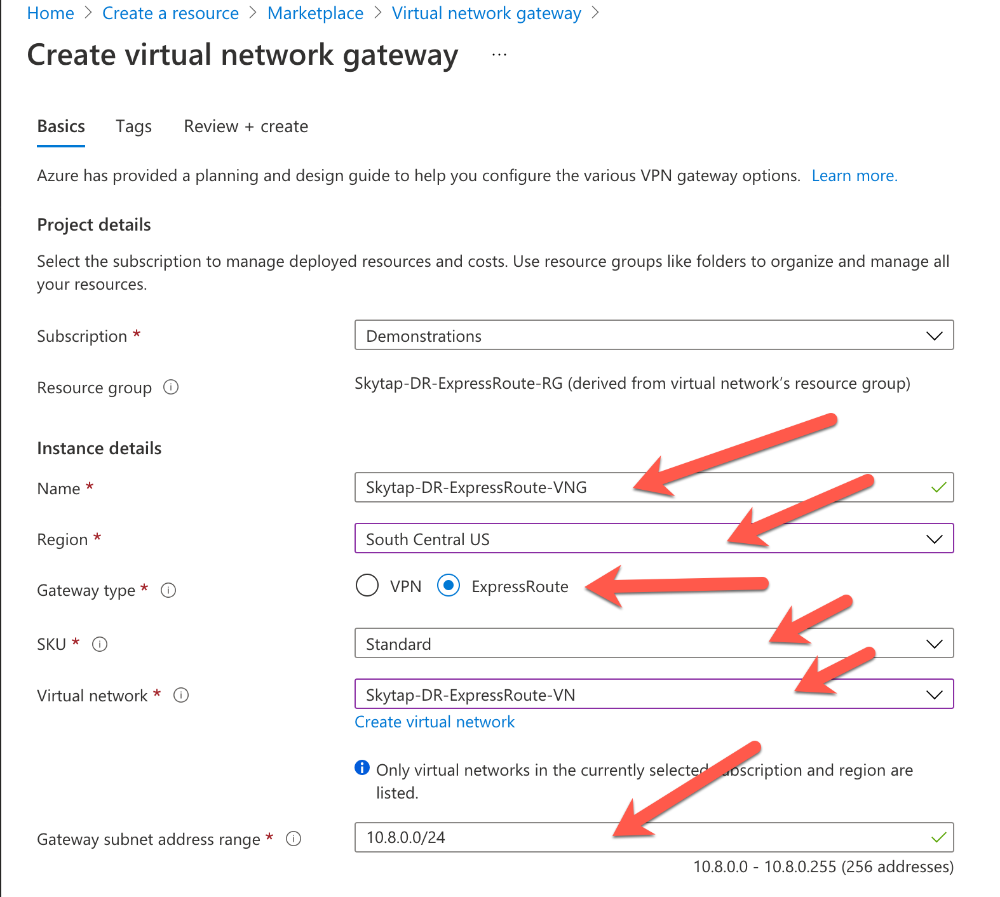 Home > Create a resource > Marketplace > Virtual network gateway >
Create virtual network gateway ...
Basics Tags Review + create
Azure has provided a planning and design guide to help you configure the various VPN gateway options. Learn more.
Project details
Select the subscription to manage deployed resources and costs. Use resource groups like folders to organize and manage all
your resources.
Subscription * Demonstrations
Resource group Skytap-DR-ExpressRoute-RG (derived from virtual network’s resource group)
Instance details
Name * Skytap-DR-ExpressRoute-VNG
Region * South Central US
Gateway type * VPN ExpressRoute
SKU * Standard
Virtual network * Skytap-DR-ExpressRoute-VN
Create virtual network
Only virtual networks in the currently selected subscription and region are
listed.
Gateway subnet address range * 10.8.0.0/24
10.8.0.0 - 10.8.0.255 (256 addresses)